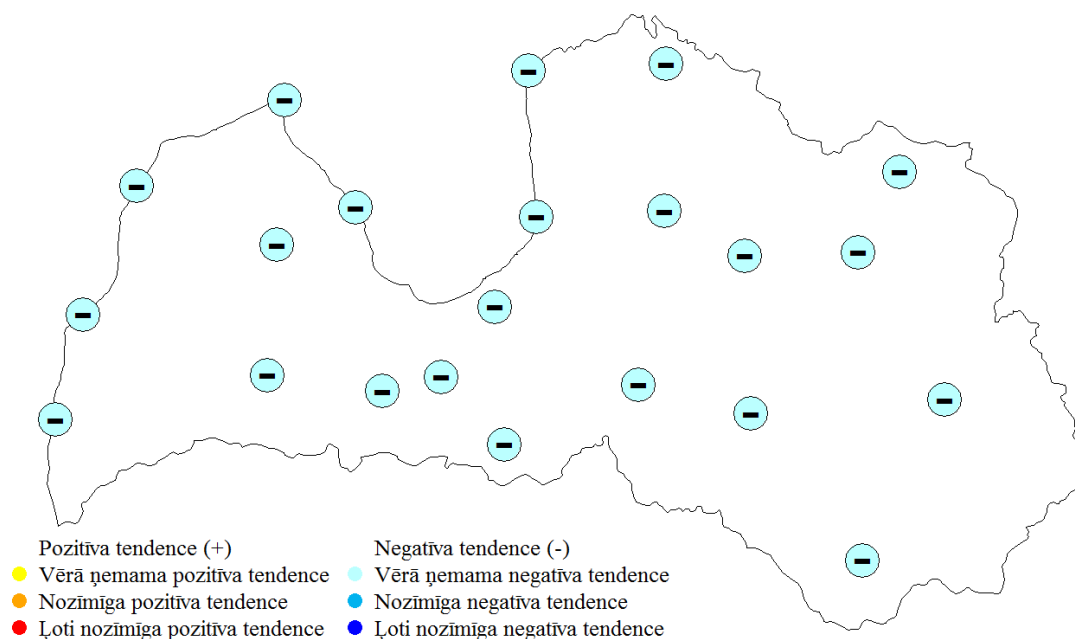 Pozitīva tendence (+)
Vērā ņemama pozitīva tendence
Nozīmīga pozitīva tendence
Ļoti nozīmīga pozitīva tendence
Negatīva tendence (-)
Vērā ņemama negatīva tendence
Nozīmīga negatīva tendence
Ļoti nozīmīga negatīva tendence